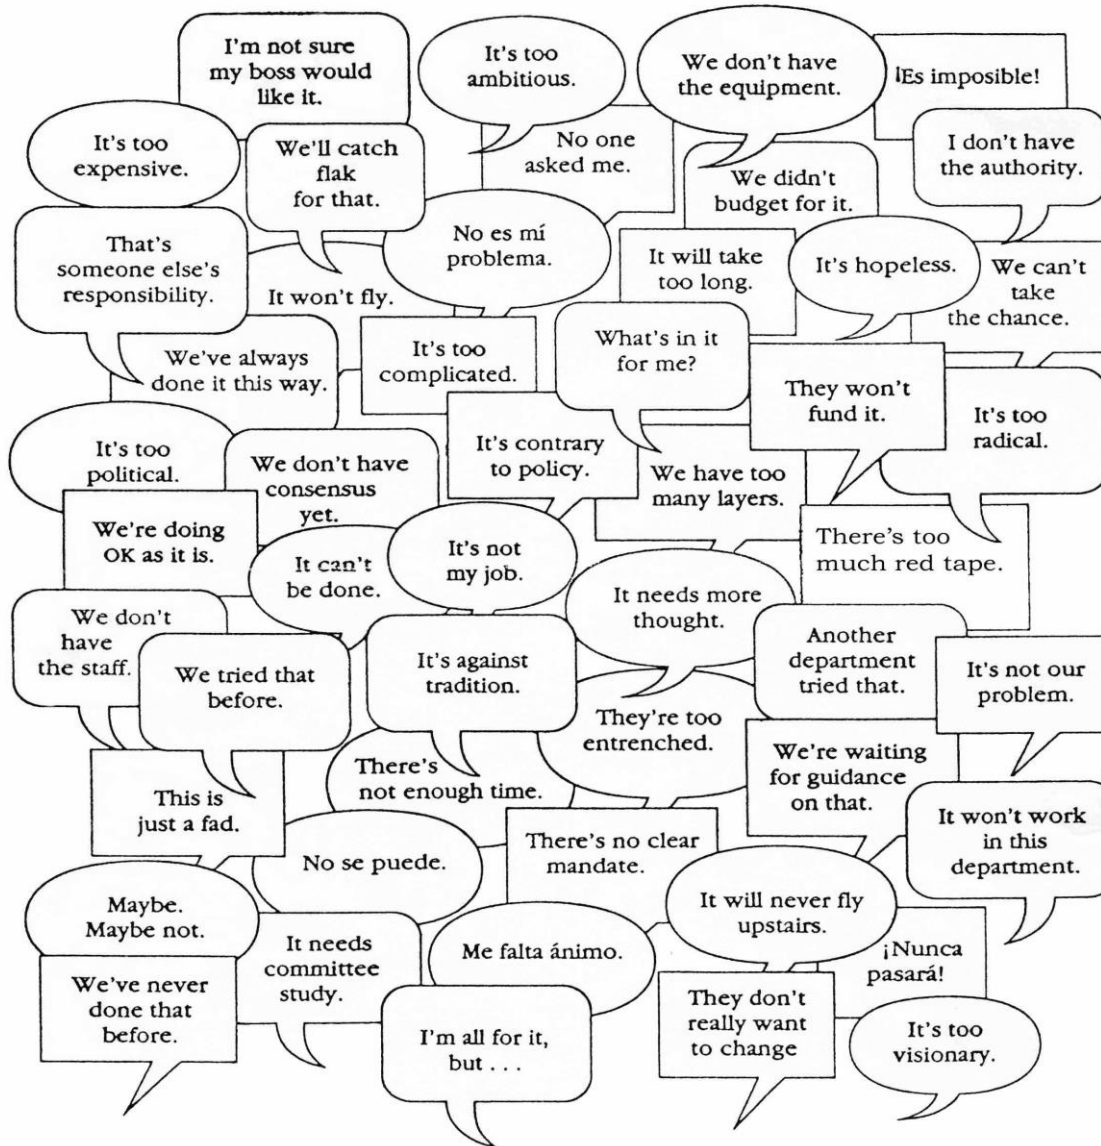 I'm not sure
my boss would
like it.
It's too
ambitious.
We don't have
the equipment.
¡Es imposible!
It's too
expensive.
We'll catch
flak
for that.
No one
asked me.
We didn't
budget for it.
I don't have
the authority.
That's
someone else's
responsibility.
It won't fly.
No es mí
problema.
It will take
too long.
It's hopeless.
We can't
take
the chance.
We've always
done it this way.
It's too
complicated.
What's in it
for me?
They won't
fund it.
It's too
radical.
It's too
political.
We don't have
consensus
yet.
It's contrary
to policy.
We have too
many layers.
We're doing
OK as it is.
It can't
be done.
It's not
my job.
It needs more
thought.
There's too
much red tape.
We don't
have
the staff.
We tried that
before.
It's against
tradition.
They're too
entrenched.
Another
department
tried that.
It's not our
problem.
This is
just a fad.
There's
not enough time.
We're waiting
for guidance
on that.
It won't work
in this
department.
No se puede.
There's no clear
mandate.
Maybe.
Maybe not.
It needs
committee
study.
Me falta ánimo.
It will never fly
upstairs.
¡Nunca
pasará!
We've never
done that
before.
I'm all for it,
but . . .
They don't
really want
to change
It's too
visionary.